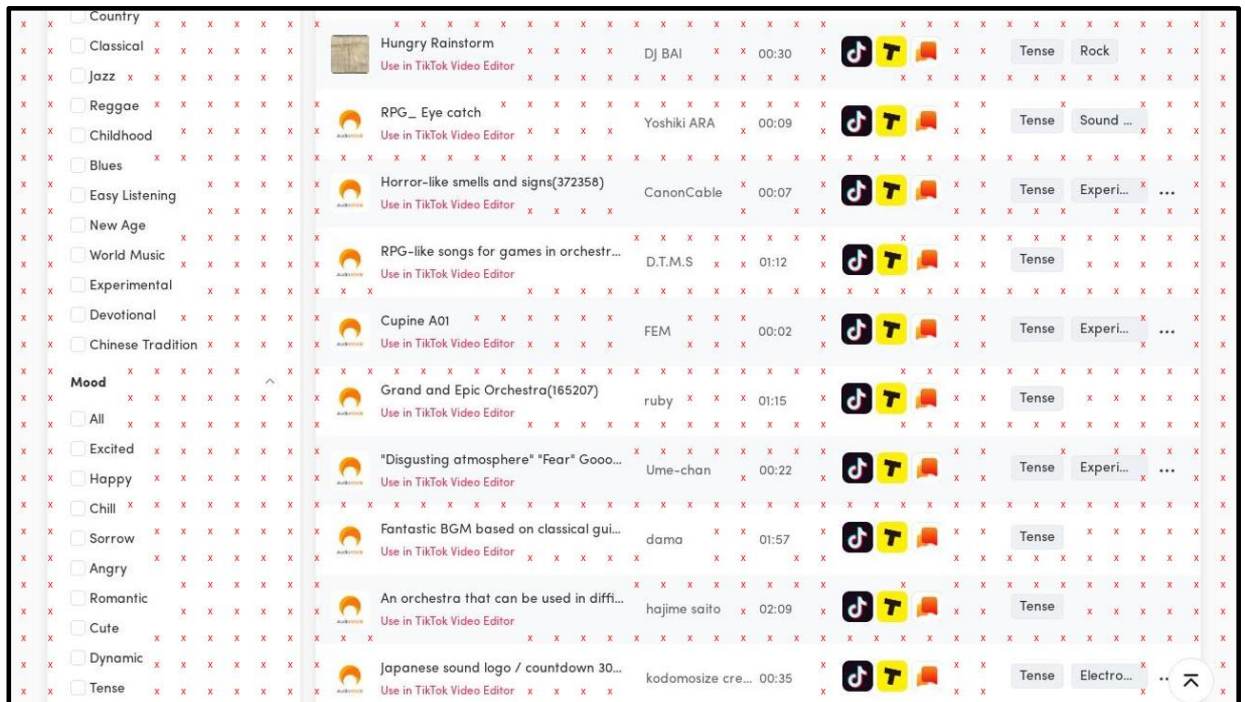 Country
Classical
Jazz
Reggae
Childhood
Blues
Easy Listening
New Age
World Music
Experimental
Devotional
Chinese Tradition
Mood
All
Excited
Happy
Chill
Sorrow
Angry
Romantic
Cute
Dynamic
Tense
Hungry Rainstorm
Use in TikTok Video Editor
DJ BAI 00:30 Tense Rock
RPG_ Eye catch
Use in TikTok Video Editor
Yoshiki ARA 00:09 Tense Sound ...
Horror-like smells and signs(372358)
Use in TikTok Video Editor
CanonCable 00:07 Tense Experi... ...
RPG-like songs for games in orchestr...
Use in TikTok Video Editor
D.T.M.S 01:12 Tense
Cupine A01
Use in TikTok Video Editor
FEM 00:02 Tense Experi... ...
Grand and Epic Orchestra(165207)
Use in TikTok Video Editor
ruby 01:15 Tense
"Disgusting atmosphere" "Fear" Gooo...
Use in TikTok Video Editor
Ume-chan 00:22 Tense Experi... ...
Fantastic BGM based on classical gui...
Use in TikTok Video Editor
dama 01:57 Tense
An orchestra that can be used in diffi...
Use in TikTok Video Editor
hajime saito 02:09 Tense
Japanese sound logo / countdown 30...
Use in TikTok Video Editor
kodomosize cre... 00:35 Tense Electro... ..